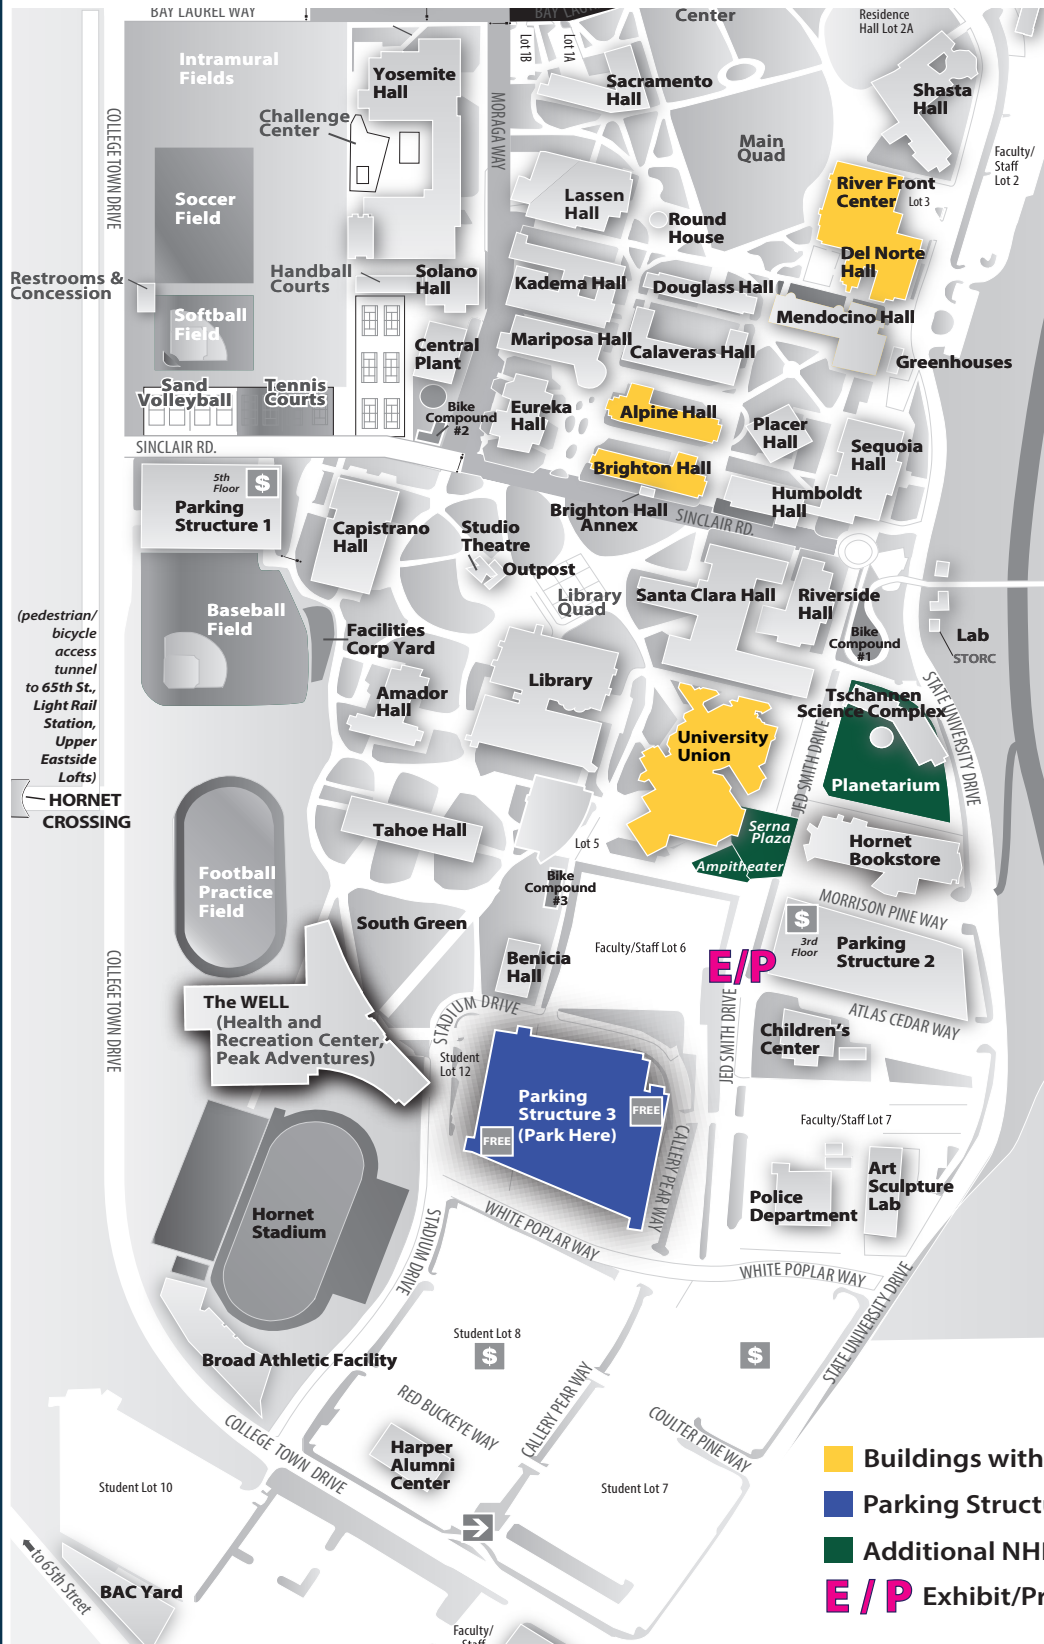 BAY LAUREL WAY
Center
Residence
Hall Lot 2A
Intramural
Fields
Yosemite
Hall
Lot 1B
Lot 1A
Sacramento
Hall
Shasta
Hall
Challenge
Center
COLLEGE TOWN DRIVE
MORAGA WAY
Main
Quad
Faculty/
Staff
Lot 2
Soccer
Field
Lassen
Hall
River Front
Center
Lot 3
Round
House
Del Norte
Hall
Restrooms &
Concession
Handball
Courts
Solano
Hall
Kadema Hall
Douglass Hall
Softball
Field
Mendocino Hall
Central
Plant
Mariposa Hall
Calaveras Hall
Greenhouses
Sand
Volleyball
Tennis
Courts
Bike
Compound
#2
Eureka
Hall
Alpine Hall
Placer
Hall
Sequoia
Hall
SINCLAIR RD.
5th
Floor
$
Parking
Structure 1
Brighton Hall
Humboldt
Hall
Brighton Hall
Annex
SINCLAIR RD.
Capistrano
Hall
Studio
Theatre
Outpost
Library
Quad
Santa Clara Hall
Riverside
Hall
Baseball
Field
(pedestrian/
bicycle
access
tunnel
to 65th St.,
Light Rail
Station,
Upper
Eastside
Lofts)
HORNET
CROSSING
Facilities
Corp Yard
Bike
Compound
#1
Lab
STORC
Library
Amador
Hall
Tschannen
Science Complex
STATE UNIVERSITY DRIVE
University
Union
JED SMITH DRIVE
Planetarium
Tahoe Hall
Lot 5
Serna
Plaza
Ampitheater
Hornet
Bookstore
Football
Practice
Field
Bike
Compound
#3
MORRISON PINE WAY
South Green
$
3rd
Floor
Parking
Structure 2
Faculty/Staff Lot 6
Benicia
Hall
E/P
COLLEGE TOWN DRIVE
The WELL
(Health and
Recreation Center,
Peak Adventures)
STADIUM DRIVE
JED SMITH DRIVE
ATLAS CEDAR WAY
Children's
Center
Student
Lot 12
Parking
Structure 3
(Park Here)
FREE
FREE
Faculty/Staff Lot 7
CALLERY PEAR WAY
Art
Sculpture
Lab
Police
Department
Hornet
Stadium
STADIUM DRIVE
WHITE POPLAR WAY
WHITE POPLAR WAY
STATE UNIVERSITY DRIVE
Student Lot 8
$
$
Broad Athletic Facility
RED BUCKEYE WAY
CALLERY PEAR WAY
COULTER PINE WAY
COLLEGE TOWN DRIVE
Harper
Alumni
Center
Student Lot 10
Student Lot 7
Buildings with
Parking Struct
Additional NH
E / P Exhibit/Pr
to 65th Street
BAC Yard
Faculty/